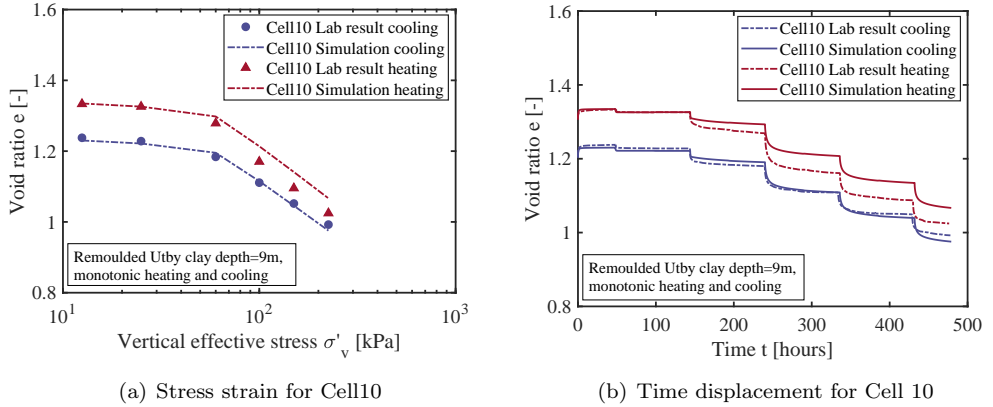 1.6
1.4
1.2
1
0.8
Void ratio e [-]
Cell10 Lab result cooling
Cell10 Simulation cooling
Cell10 Lab result heating
Cell10 Simulation heating
Remoulded Utby clay depth=9m,
monotonic heating and cooling
10^1 10^2 10^3
Vertical effective stress σ'_v [kPa]
(a) Stress strain for Cell10
1.6
1.4
1.2
1
0.8
Void ratio e [-]
Cell10 Lab result cooling
Cell10 Simulation cooling
Cell10 Lab result heating
Cell10 Simulation heating
Remoulded Utby clay depth=9m,
monotonic heating and cooling
0 100 200 300 400 500
Time t [hours]
(b) Time displacement for Cell 10